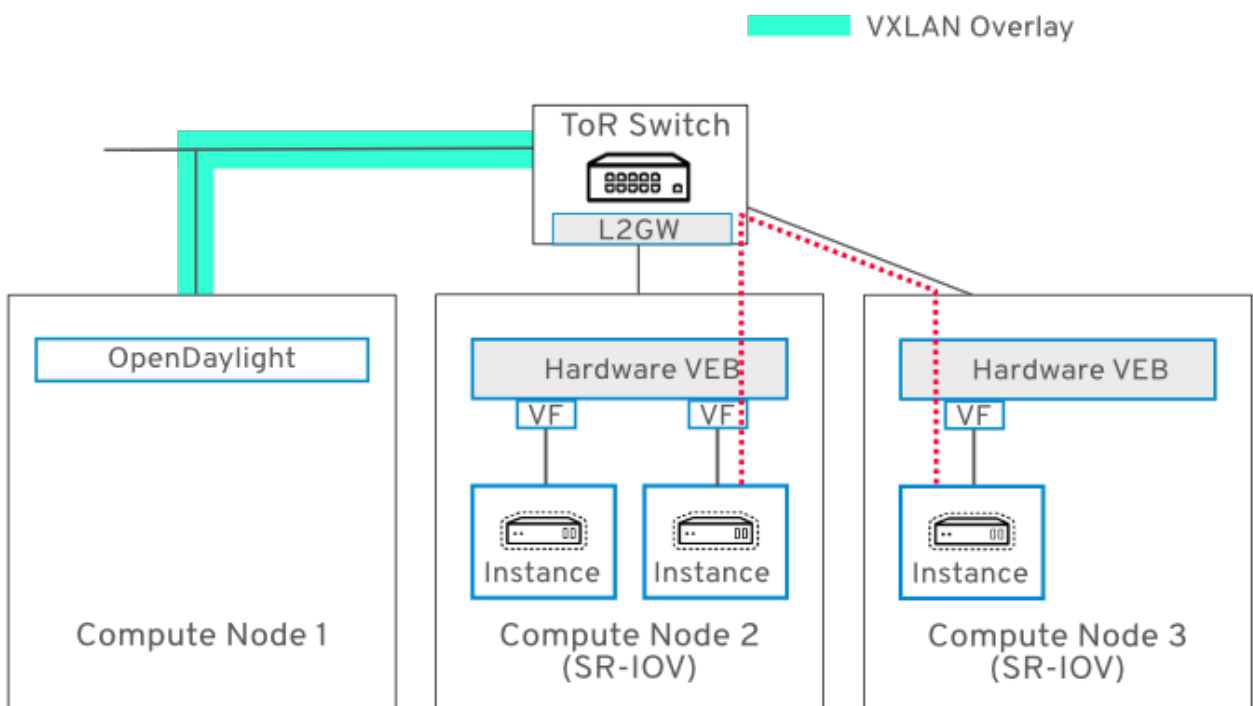 VXLAN Overlay
ToR Switch
L2GW
OpenDaylight
Compute Node 1
Hardware VEB
VF
VF
Instance
Instance
Compute Node 2
(SR-IOV)
Hardware VEB
VF
Instance
Compute Node 3
(SR-IOV)